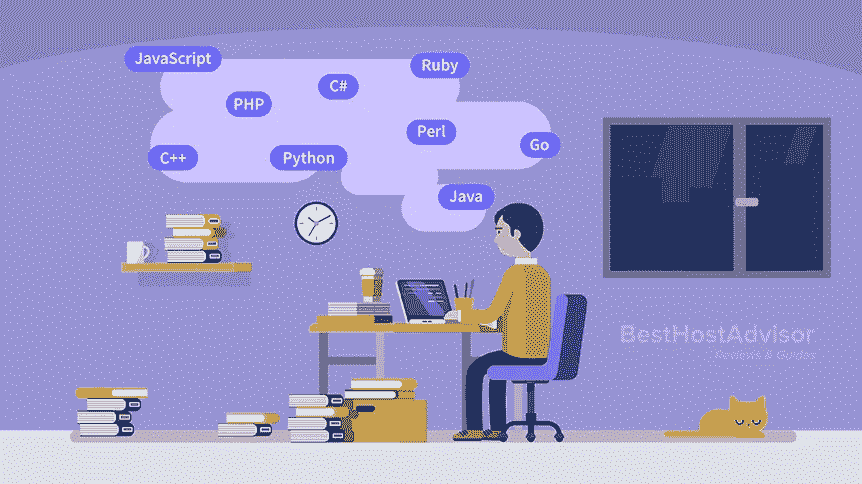 JavaScript
Ruby
C#
PHP
Perl
Go
C++
Python
Java
BestHostAdvisor
Reviews & Guides